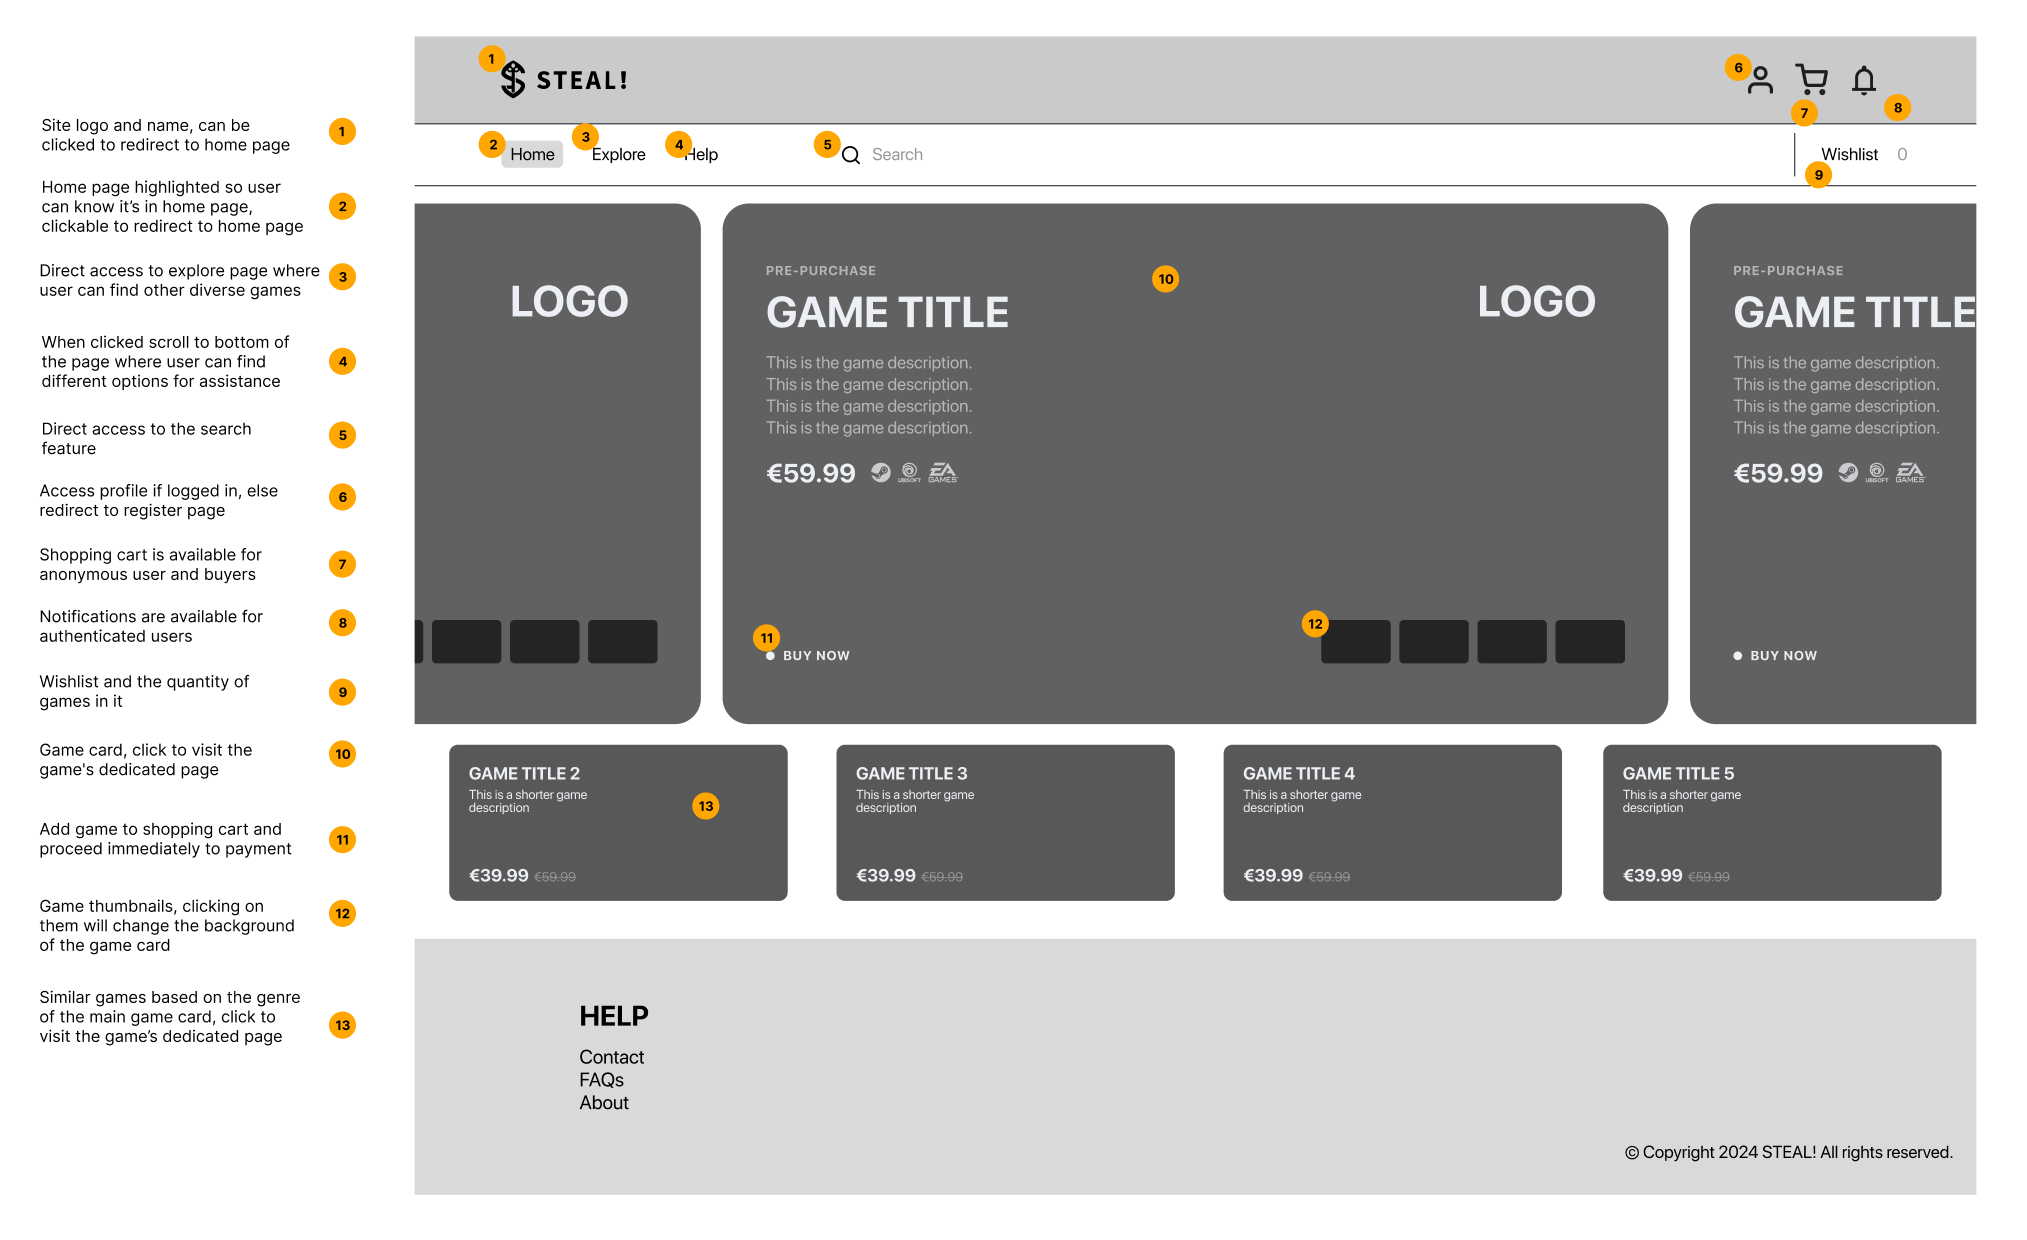 Site logo and name, can be
clicked to redirect to home page
1
Home page highlighted so user
can know it’s in home page,
clickable to redirect to home page
2
Direct access to explore page where
user can find other diverse games
3
When clicked scroll to bottom of
the page where user can find
different options for assistance
4
Direct access to the search
feature
5
Access profile if logged in, else
redirect to register page
6
Shopping cart is available for
anonymous user and buyers
7
Notifications are available for
authenticated users
8
Wishlist and the quantity of
games in it
9
Game card, click to visit the
game's dedicated page
10
Add game to shopping cart and
proceed immediately to payment
11
Game thumbnails, clicking on
them will change the background
of the game card
12
Similar games based on the genre
of the main game card, click to
visit the game’s dedicated page
13
1
STEAL!
6
7
8
2
Home
3
Explore
4
Help
5
Search
Wishlist 0
9
LOGO
PRE-PURCHASE
GAME TITLE
10
LOGO
This is the game description.
This is the game description.
This is the game description.
This is the game description.
€59.99
UBISOFT
EA
GAMES
11
BUY NOW
12
PRE-PURCHASE
GAME TITLE
This is the game description.
This is the game description.
This is the game description.
This is the game description.
€59.99
UBISOFT
EA
GAMES
BUY NOW
GAME TITLE 2
This is a shorter game
description
13
€39.99 €59.99
GAME TITLE 3
This is a shorter game
description
€39.99 €59.99
GAME TITLE 4
This is a shorter game
description
€39.99 €59.99
GAME TITLE 5
This is a shorter game
description
€39.99 €59.99
HELP
Contact
FAQs
About
© Copyright 2024 STEAL! All rights reserved.